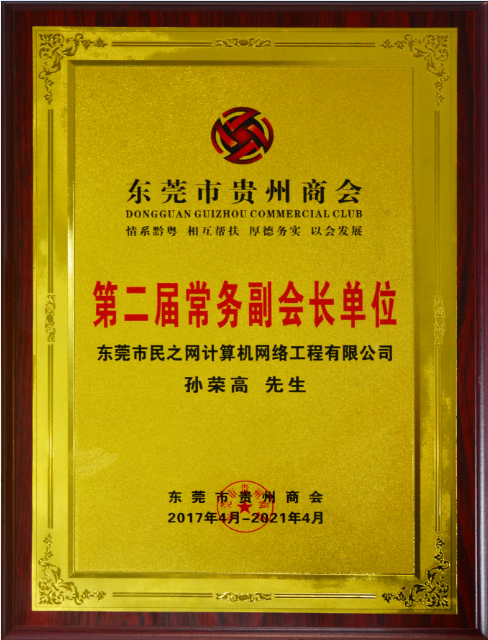 东莞市贵州商会
DONGGUAN GUIZHOU COMMERCIAL CLUB
情系黔粤 相互帮扶 厚德务实 以会发展
第二届常务副会长单位
东莞市民之网计算机网络工程有限公司
孙荣高 先生
东莞市贵州商会
2017年4月-2021年4月